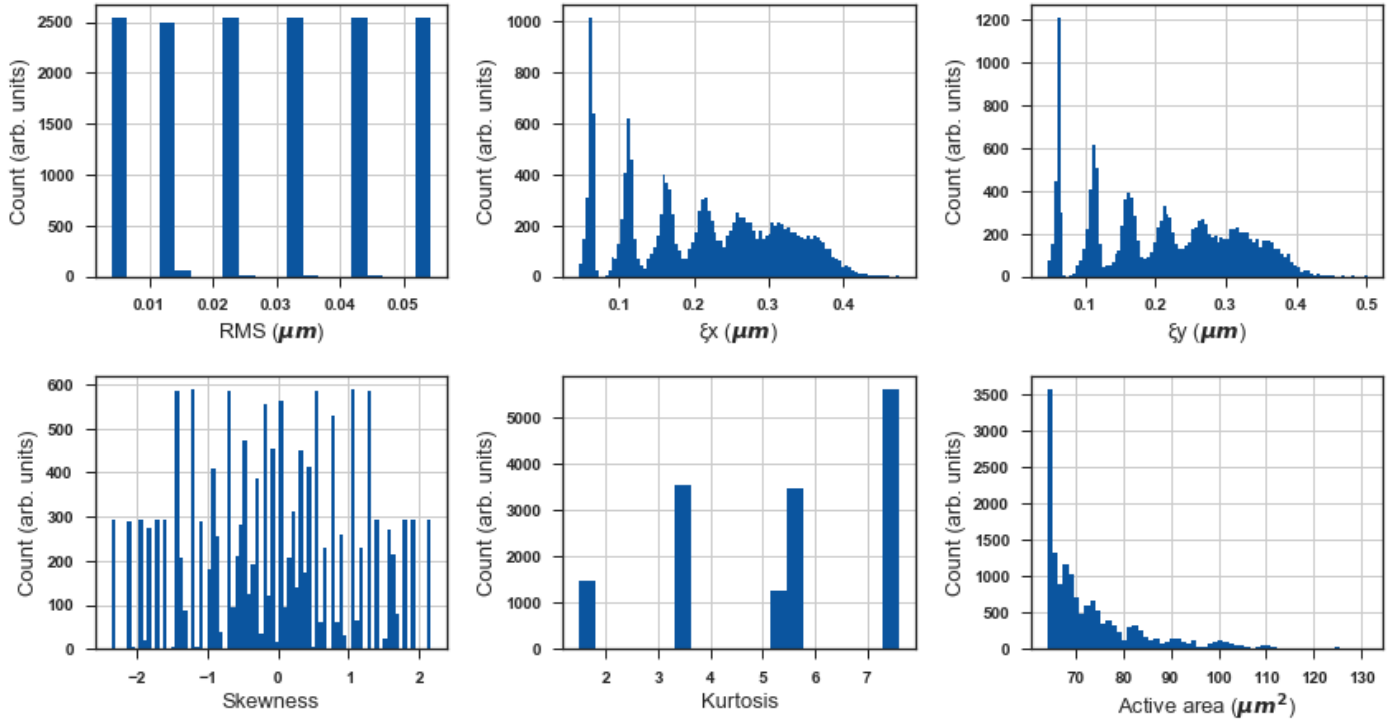 Count (arb. units)
2500
2000
1500
1000
500
0
0.01 0.02 0.03 0.04 0.05
RMS (μm)
Count (arb. units)
1000
800
600
400
200
0
0.1 0.2 0.3 0.4
ξx (μm)
Count (arb. units)
1200
1000
800
600
400
200
0
0.1 0.2 0.3 0.4 0.5
ξy (μm)
Count (arb. units)
600
500
400
300
200
100
0
−2 −1 0 1 2
Skewness
Count (arb. units)
5000
4000
3000
2000
1000
0
2 3 4 5 6 7
Kurtosis
Count (arb. units)
3500
3000
2500
2000
1500
1000
500
0
70 80 90 100 110 120 130
Active area (μm²)